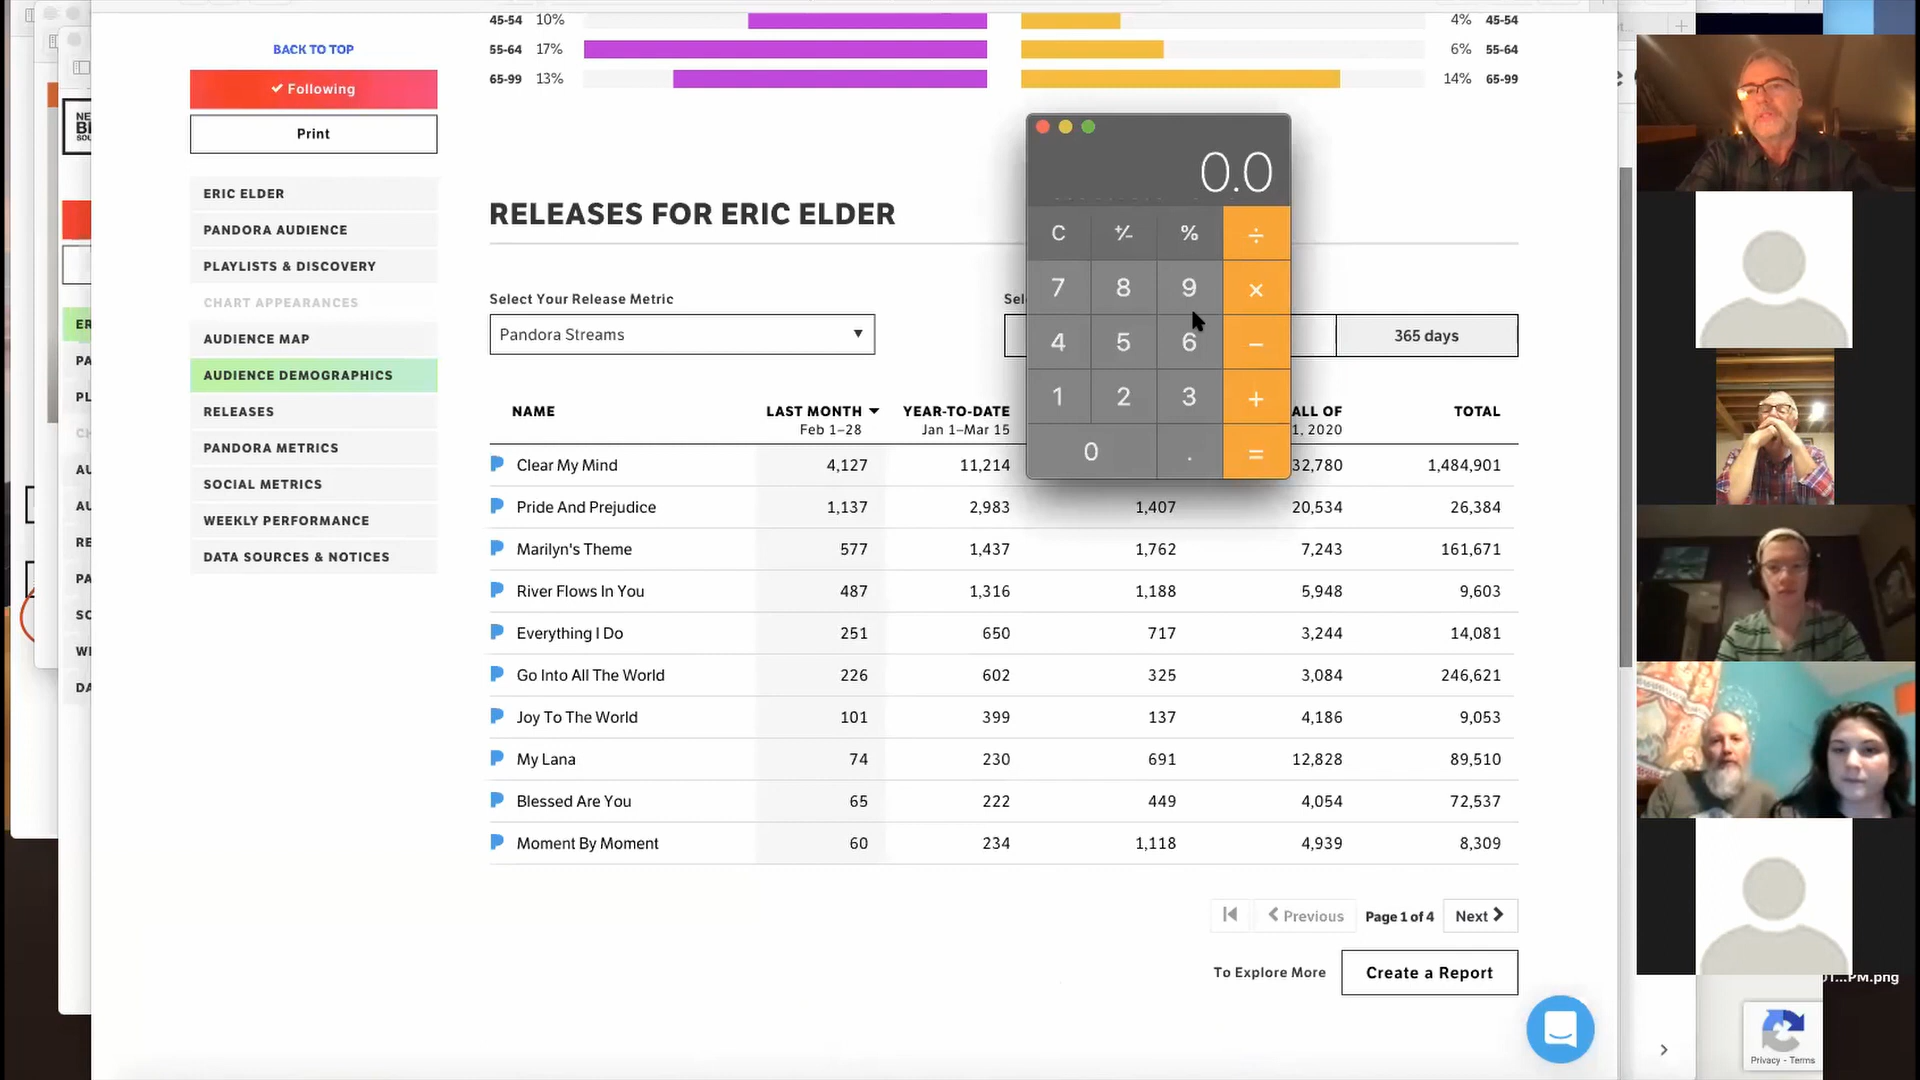 45-54 10% 4% 45-54
BACK TO TOP
55-64 17% 6% 55-64
65-99 13% 14% 65-99
✓ Following
Print
0.0
ERIC ELDER
PANDORA AUDIENCE
PLAYLISTS & DISCOVERY
CHART APPEARANCES
AUDIENCE MAP
AUDIENCE DEMOGRAPHICS
RELEASES
PANDORA METRICS
SOCIAL METRICS
WEEKLY PERFORMANCE
DATA SOURCES & NOTICES
RELEASES FOR ERIC ELDER
C +/- % ÷
7 8 9 ×
4 5 6 −
1 2 3 +
0 . =
Select Your Release Metric
Pandora Streams
365 days
NAME LAST MONTH YEAR-TO-DATE ALL OF TOTAL
Feb 1–28 Jan 1–Mar 15 1, 2020
Clear My Mind 4,127 11,214 32,780 1,484,901
Pride And Prejudice 1,137 2,983 1,407 20,534 26,384
Marilyn's Theme 577 1,437 1,762 7,243 161,671
River Flows In You 487 1,316 1,188 5,948 9,603
Everything I Do 251 650 717 3,244 14,081
Go Into All The World 226 602 325 3,084 246,621
Joy To The World 101 399 137 4,186 9,053
My Lana 74 230 691 12,828 89,510
Blessed Are You 65 222 449 4,054 72,537
Moment By Moment 60 234 1,118 4,939 8,309
Previous Page 1 of 4 Next
To Explore More Create a Report
PM.png
Privacy - Terms